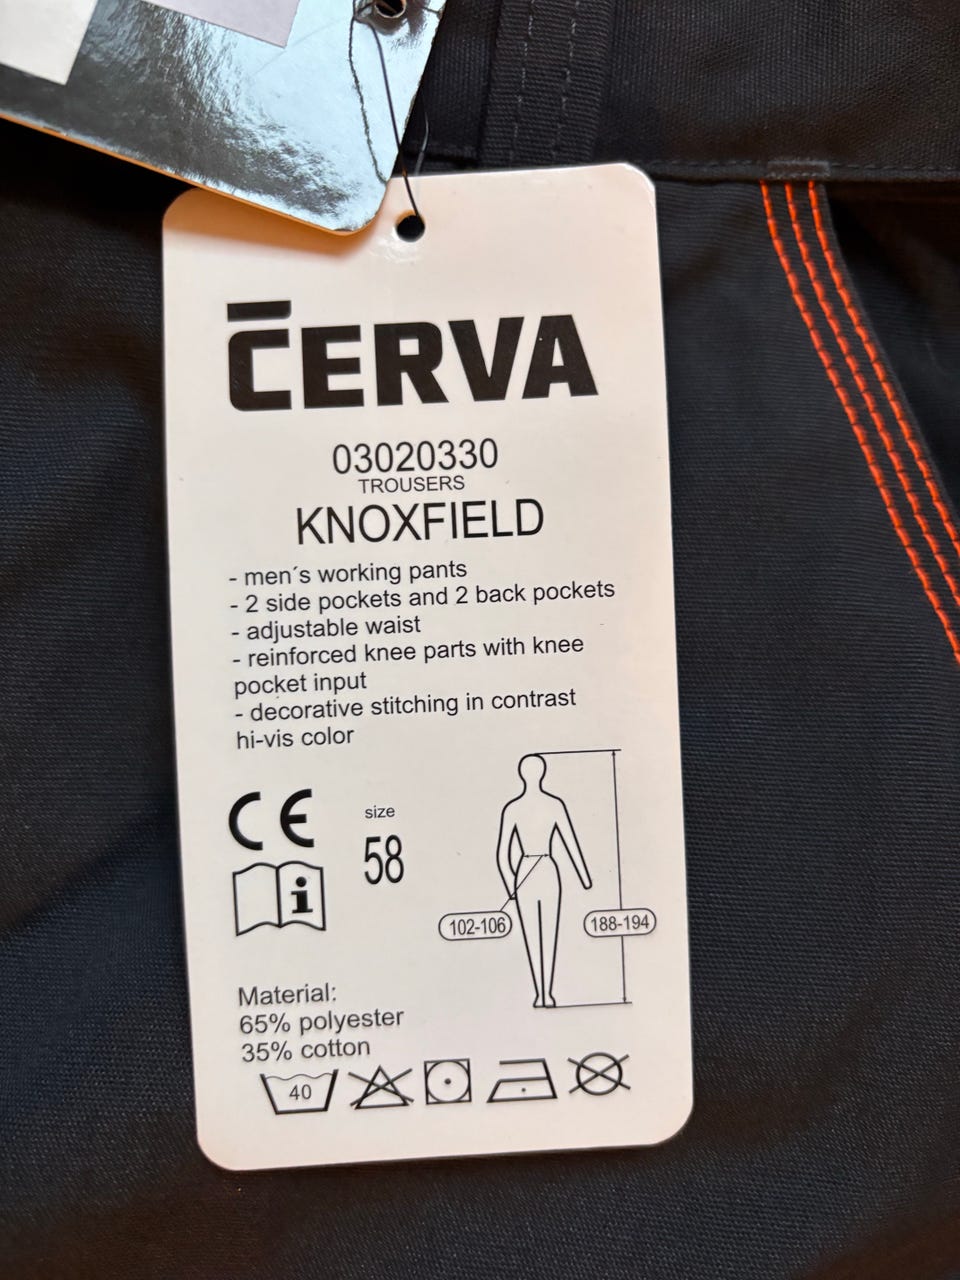 ČERVA
03020330
TROUSERS
KNOXFIELD
- men´s working pants
- 2 side pockets and 2 back pockets
- adjustable waist
- reinforced knee parts with knee
pocket input
- decorative stitching in contrast
hi-vis color
CE
size
58
i
102-106
188-194
Material:
65% polyester
35% cotton
40